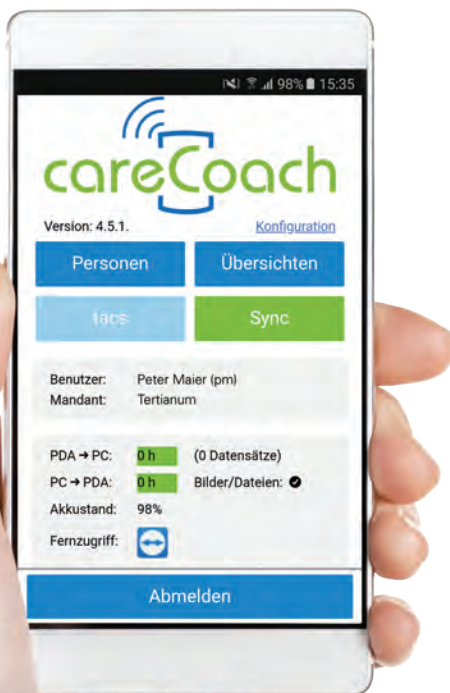 98% 15:35
careCoach
Version: 4.5.1. Konfiguration
Personen Übersichten
tacs Sync
Benutzer: Peter Maier (pm)
Mandant: Tertianum
PDA → PC: 0 h (0 Datensätze)
PC → PDA: 0 h Bilder/Dateien:
Akkustand: 98%
Fernzugriff:
Abmelden